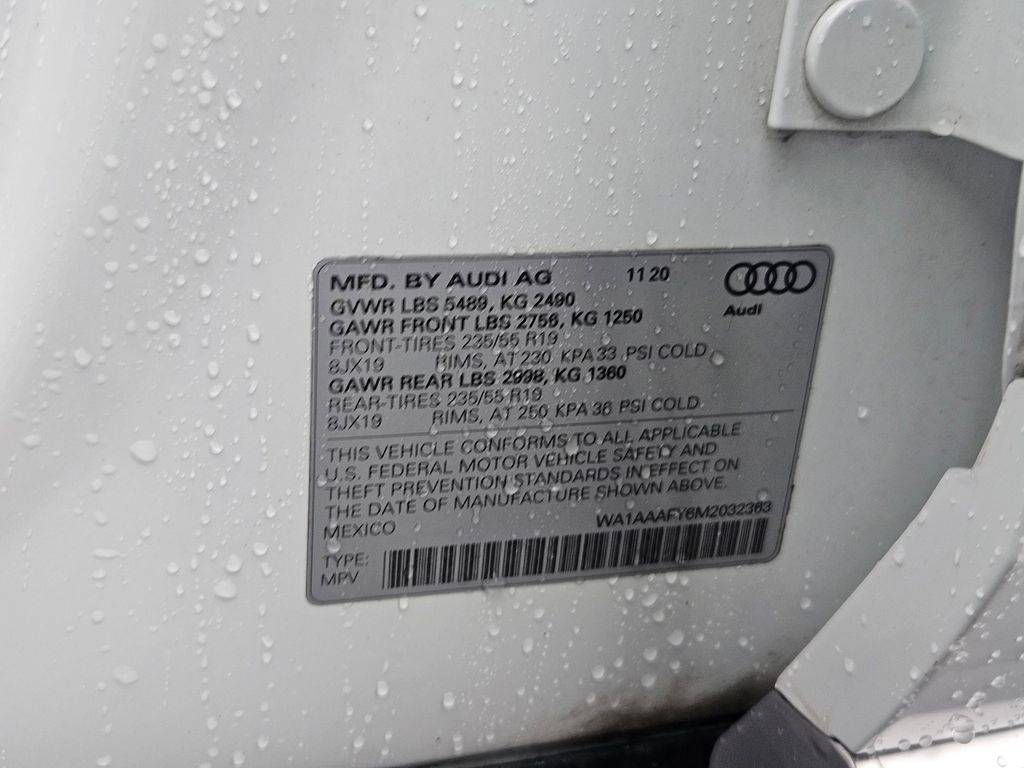 MFD. BY AUDI AG 11 20
Audi
GVWR LBS 5489, KG 2490
GAWR FRONT LBS 2756, KG 1250
FRONT-TIRES 235/55 R19
8JX19 RIMS, AT 230 KPA 33 PSI COLD
GAWR REAR LBS 2998, KG 1360
REAR-TIRES 235/55 R19
8JX19 RIMS, AT 250 KPA 36 PSI COLD
THIS VEHICLE CONFORMS TO ALL APPLICABLE
U.S. FEDERAL MOTOR VEHICLE SAFETY AND
THEFT PREVENTION STANDARDS IN EFFECT ON
THE DATE OF MANUFACTURE SHOWN ABOVE.
MEXICO WA1AAAFY6M2032363
TYPE:
MPV